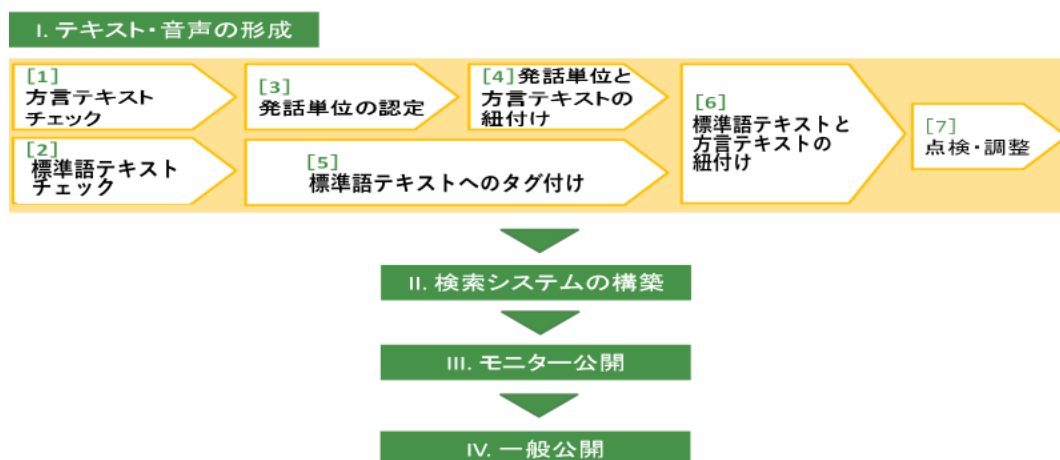 I. テキスト・音声の形成
[1]
方言テキスト
チェック
[3]
発話単位の認定
[4]発話単位と
方言テキストの
紐付け
[2]
標準語テキスト
チェック
[5]
標準語テキストへのタグ付け
[6]
標準語テキストと
方言テキストの
紐付け
[7]
点検・調整
II. 検索システムの構築
III. モニター公開
IV. 一般公開